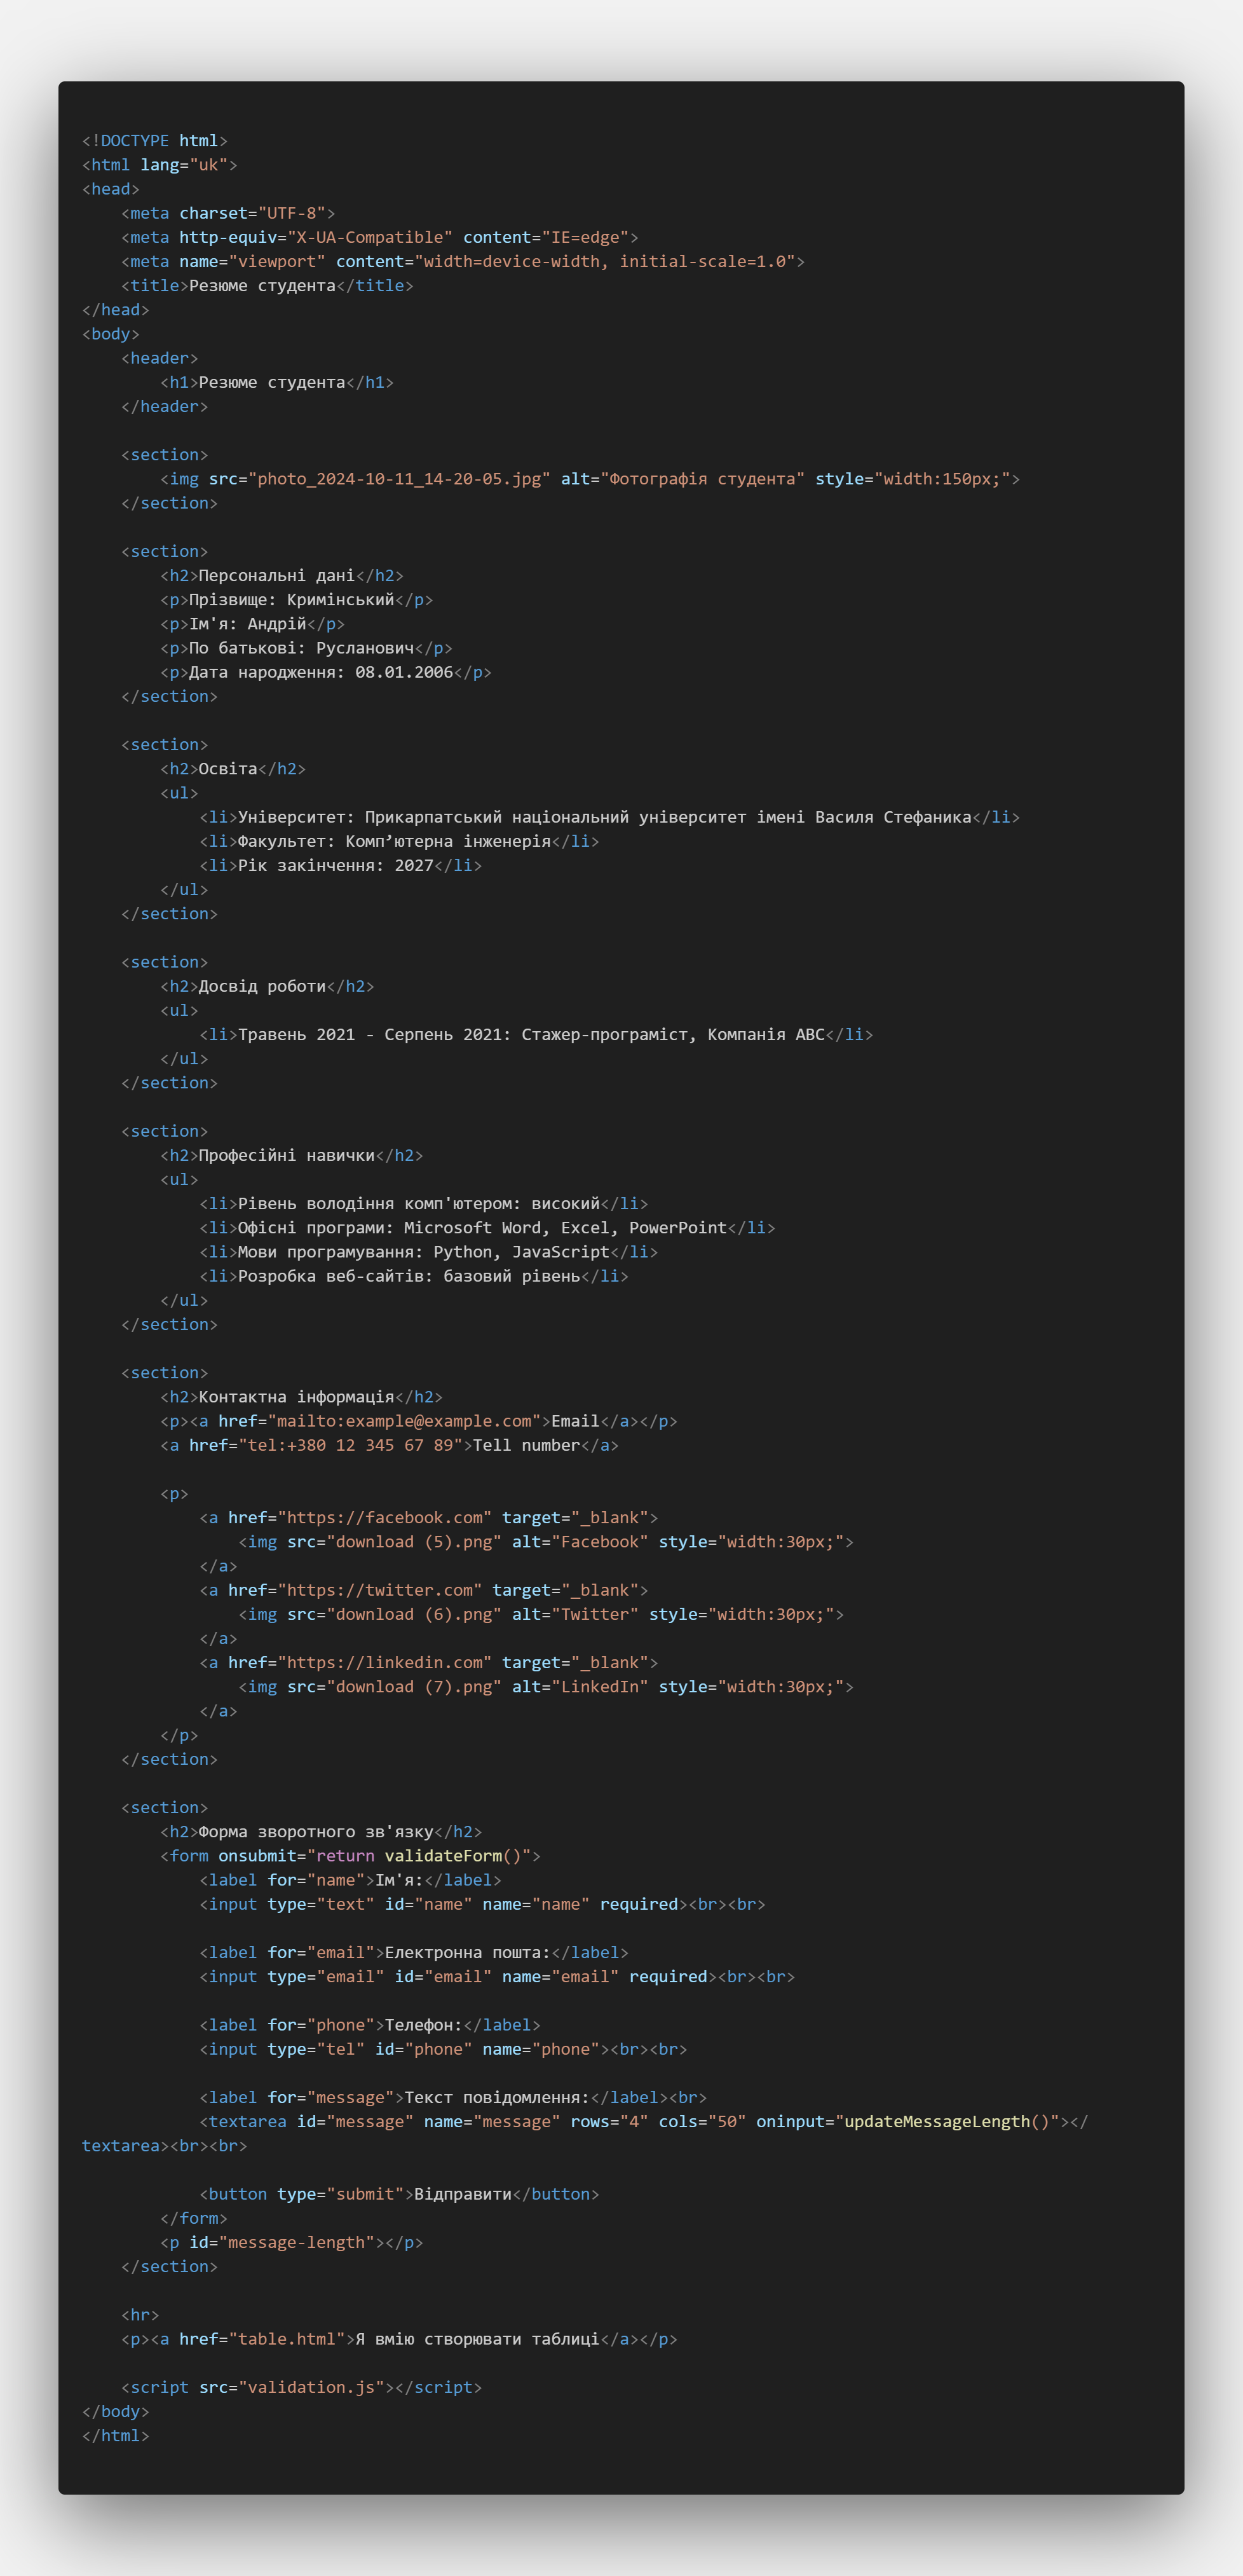 <!DOCTYPE html>
<html lang="uk">
<head>
    <meta charset="UTF-8">
    <meta http-equiv="X-UA-Compatible" content="IE=edge">
    <meta name="viewport" content="width=device-width, initial-scale=1.0">
    <title>Резюме студента</title>
</head>
<body>
    <header>
        <h1>Резюме студента</h1>
    </header>

    <section>
        <img src="photo_2024-10-11_14-20-05.jpg" alt="Фотографія студента" style="width:150px;">
    </section>

    <section>
        <h2>Персональні дані</h2>
        <p>Прізвище: Кримінський</p>
        <p>Ім'я: Андрій</p>
        <p>По батькові: Русланович</p>
        <p>Дата народження: 08.01.2006</p>
    </section>

    <section>
        <h2>Освіта</h2>
        <ul>
            <li>Університет: Прикарпатський національний університет імені Василя Стефаника</li>
            <li>Факультет: Комп’ютерна інженерія</li>
            <li>Рік закінчення: 2027</li>
        </ul>
    </section>

    <section>
        <h2>Досвід роботи</h2>
        <ul>
            <li>Травень 2021 - Серпень 2021: Стажер-програміст, Компанія ABC</li>
        </ul>
    </section>

    <section>
        <h2>Професійні навички</h2>
        <ul>
            <li>Рівень володіння комп'ютером: високий</li>
            <li>Офісні програми: Microsoft Word, Excel, PowerPoint</li>
            <li>Мови програмування: Python, JavaScript</li>
            <li>Розробка веб-сайтів: базовий рівень</li>
        </ul>
    </section>

    <section>
        <h2>Контактна інформація</h2>
        <p><a href="mailto:example@example.com">Email</a></p>
        <a href="tel:+380 12 345 67 89">Tell number</a>

        <p>
            <a href="https://facebook.com" target="_blank">
                <img src="download (5).png" alt="Facebook" style="width:30px;">
            </a>
            <a href="https://twitter.com" target="_blank">
                <img src="download (6).png" alt="Twitter" style="width:30px;">
            </a>
            <a href="https://linkedin.com" target="_blank">
                <img src="download (7).png" alt="LinkedIn" style="width:30px;">
            </a>
        </p>
    </section>

    <section>
        <h2>Форма зворотного зв'язку</h2>
        <form onsubmit="return validateForm()">
            <label for="name">Ім'я:</label>
            <input type="text" id="name" name="name" required><br><br>

            <label for="email">Електронна пошта:</label>
            <input type="email" id="email" name="email" required><br><br>

            <label for="phone">Телефон:</label>
            <input type="tel" id="phone" name="phone"><br><br>

            <label for="message">Текст повідомлення:</label><br>
            <textarea id="message" name="message" rows="4" cols="50" oninput="updateMessageLength()"></
textarea><br><br>

            <button type="submit">Відправити</button>
        </form>
        <p id="message-length"></p>
    </section>

    <hr>
    <p><a href="table.html">Я вмію створювати таблиці</a></p>

    <script src="validation.js"></script>
</body>
</html>